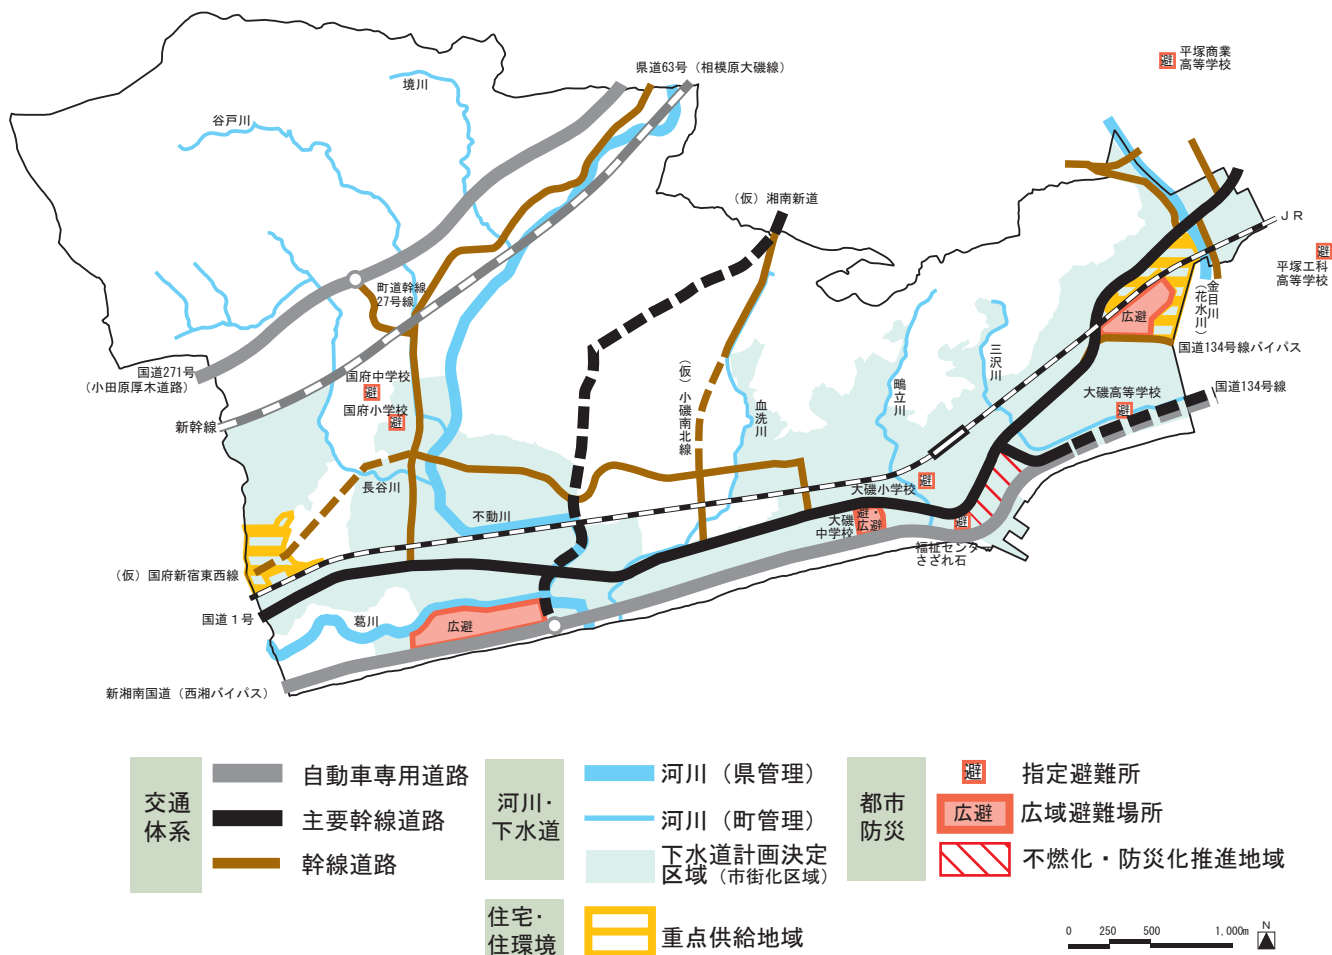 県道63号（相模原大磯線）
避
平塚商業
高等学校
境川
谷戸川
（仮）湘南新道
ＪＲ
避
平塚工科
高等学校
町道幹線
27号線
金目川
（花水川）
広避
国道134号線バイパス
国道271号
（小田原厚木道路）
国府中学校
避
国府小学校
避
新幹線
（仮）小磯南北線
血洗川
鴫立川
三沢川
大磯高等学校
避
国道134号線
長谷川
不動川
大磯小学校
避
大磯
中学校
避・
広避
避
福祉センター
さざれ石
（仮）国府新宿東西線
国道１号
葛川
広避
新湘南国道（西湘バイパス）
交通
体系
自動車専用道路
主要幹線道路
幹線道路
河川・
下水道
河川（県管理）
河川（町管理）
下水道計画決定
区域（市街化区域）
住宅・
住環境
重点供給地域
都市
防災
避
指定避難所
広避
広域避難場所
不燃化・防災化推進地域
0 250 500 1,000m
N